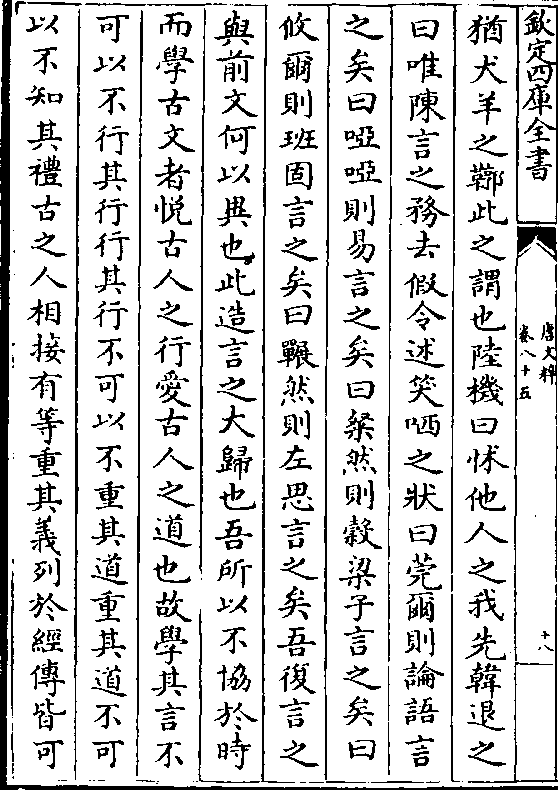 欽定四庫全書
唐文粹
卷八十五
十八
猶犬羊之鞹此之謂也陸機曰怵他人之我先韓退之
曰唯陳言之務去假令述笑哂之狀曰莞爾則論語言
之矣曰啞啞則易言之矣曰粲然則榖梁子言之矣曰
攸爾則班固言之矣曰囅然則左思言之矣吾復言之
與前文何以異也此造言之大歸也吾所以不協於時
而學古文者悦古人之行愛古人之道也故學其言不
可以不行其行行其行不可以不重其道重其道不可
以不知其禮古之人相接有等重其義列於經傳皆可